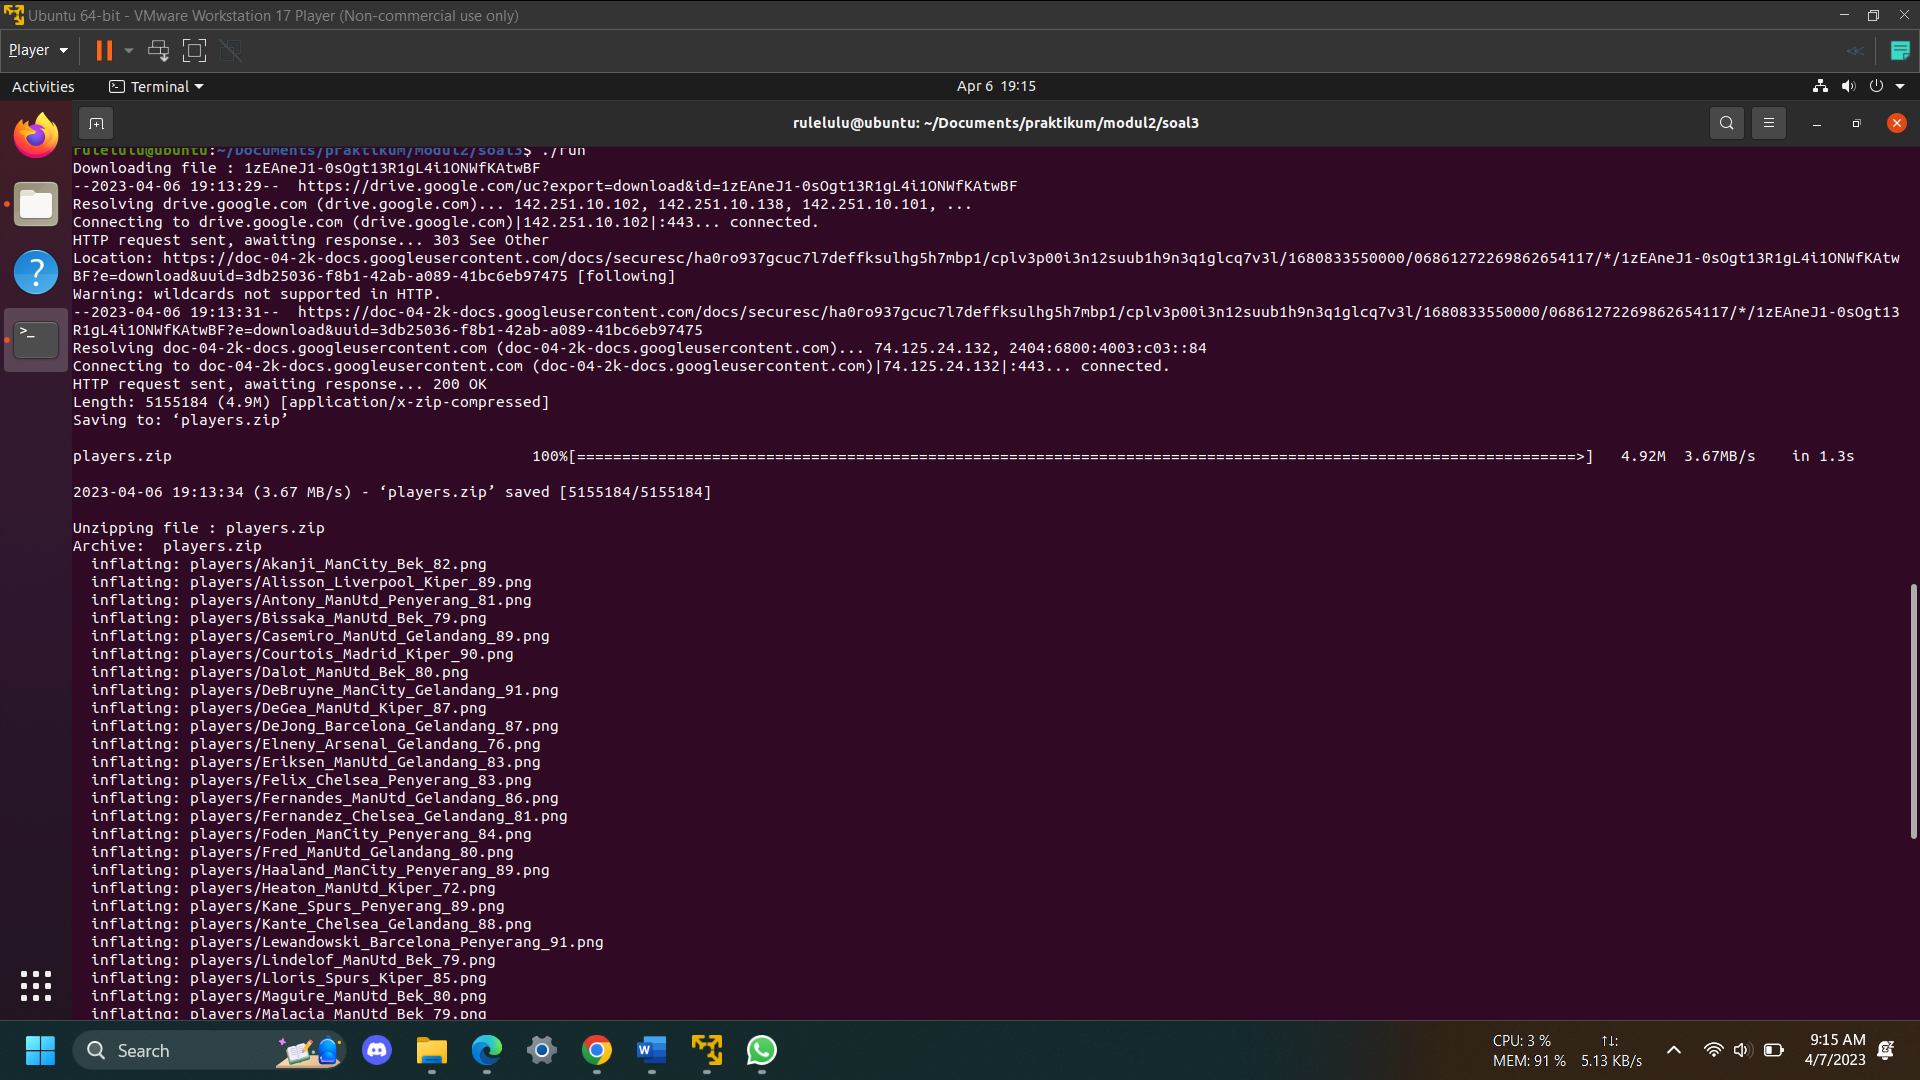 Ubuntu 64-bit - VMware Workstation 17 Player (Non-commercial use only)
Player
Activities
Terminal
Apr 6 19:15
rulelulu@ubuntu: ~/Documents/praktikum/modul2/soal3
rulelulu@ubuntu:~/Documents/praktikum/modul2/soal3$ ./run
Downloading file : 1zEAneJ1-0sOgt13R1gL4i1ONWfKAtwBF
--2023-04-06 19:13:29--  https://drive.google.com/uc?export=download&id=1zEAneJ1-0sOgt13R1gL4i1ONWfKAtwBF
Resolving drive.google.com (drive.google.com)... 142.251.10.102, 142.251.10.138, 142.251.10.101, ...
Connecting to drive.google.com (drive.google.com)|142.251.10.102|:443... connected.
HTTP request sent, awaiting response... 303 See Other
Location: https://doc-04-2k-docs.googleusercontent.com/docs/securesc/ha0ro937gcuc7l7deffksulhg5h7mbp1/cplv3p00i3n12suub1h9n3q1glcq7v3l/1680833550000/06861272269862654117/*/1zEAneJ1-0sOgt13R1gL4i1ONWfKAtw
BF?e=download&uuid=3db25036-f8b1-42ab-a089-41bc6eb97475 [following]
Warning: wildcards not supported in HTTP.
--2023-04-06 19:13:31--  https://doc-04-2k-docs.googleusercontent.com/docs/securesc/ha0ro937gcuc7l7deffksulhg5h7mbp1/cplv3p00i3n12suub1h9n3q1glcq7v3l/1680833550000/06861272269862654117/*/1zEAneJ1-0sOgt13
R1gL4i1ONWfKAtwBF?e=download&uuid=3db25036-f8b1-42ab-a089-41bc6eb97475
Resolving doc-04-2k-docs.googleusercontent.com (doc-04-2k-docs.googleusercontent.com)... 74.125.24.132, 2404:6800:4003:c03::84
Connecting to doc-04-2k-docs.googleusercontent.com (doc-04-2k-docs.googleusercontent.com)|74.125.24.132|:443... connected.
HTTP request sent, awaiting response... 200 OK
Length: 5155184 (4.9M) [application/x-zip-compressed]
Saving to: ‘players.zip’
players.zip 100%[===============================================================================================================>] 4.92M 3.67MB/s in 1.3s
2023-04-06 19:13:34 (3.67 MB/s) - ‘players.zip’ saved [5155184/5155184]
Unzipping file : players.zip
Archive:  players.zip
inflating: players/Akanji_ManCity_Bek_82.png
inflating: players/Alisson_Liverpool_Kiper_89.png
inflating: players/Antony_ManUtd_Penyerang_81.png
inflating: players/Bissaka_ManUtd_Bek_79.png
inflating: players/Casemiro_ManUtd_Gelandang_89.png
inflating: players/Courtois_Madrid_Kiper_90.png
inflating: players/Dalot_ManUtd_Bek_80.png
inflating: players/DeBruyne_ManCity_Gelandang_91.png
inflating: players/DeGea_ManUtd_Kiper_87.png
inflating: players/DeJong_Barcelona_Gelandang_87.png
inflating: players/Elneny_Arsenal_Gelandang_76.png
inflating: players/Eriksen_ManUtd_Gelandang_83.png
inflating: players/Felix_Chelsea_Penyerang_83.png
inflating: players/Fernandes_ManUtd_Gelandang_86.png
inflating: players/Fernandez_Chelsea_Gelandang_81.png
inflating: players/Foden_ManCity_Penyerang_84.png
inflating: players/Fred_ManUtd_Gelandang_80.png
inflating: players/Haaland_ManCity_Penyerang_89.png
inflating: players/Heaton_ManUtd_Kiper_72.png
inflating: players/Kane_Spurs_Penyerang_89.png
inflating: players/Kante_Chelsea_Gelandang_88.png
inflating: players/Lewandowski_Barcelona_Penyerang_91.png
inflating: players/Lindelof_ManUtd_Bek_79.png
inflating: players/Lloris_Spurs_Kiper_85.png
inflating: players/Maguire_ManUtd_Bek_80.png
inflating: players/Malacia_ManUtd_Bek_79.png
Search
CPU: 3 %
MEM: 91 %
↑↓:
5.13 KB/s
9:15 AM
4/7/2023